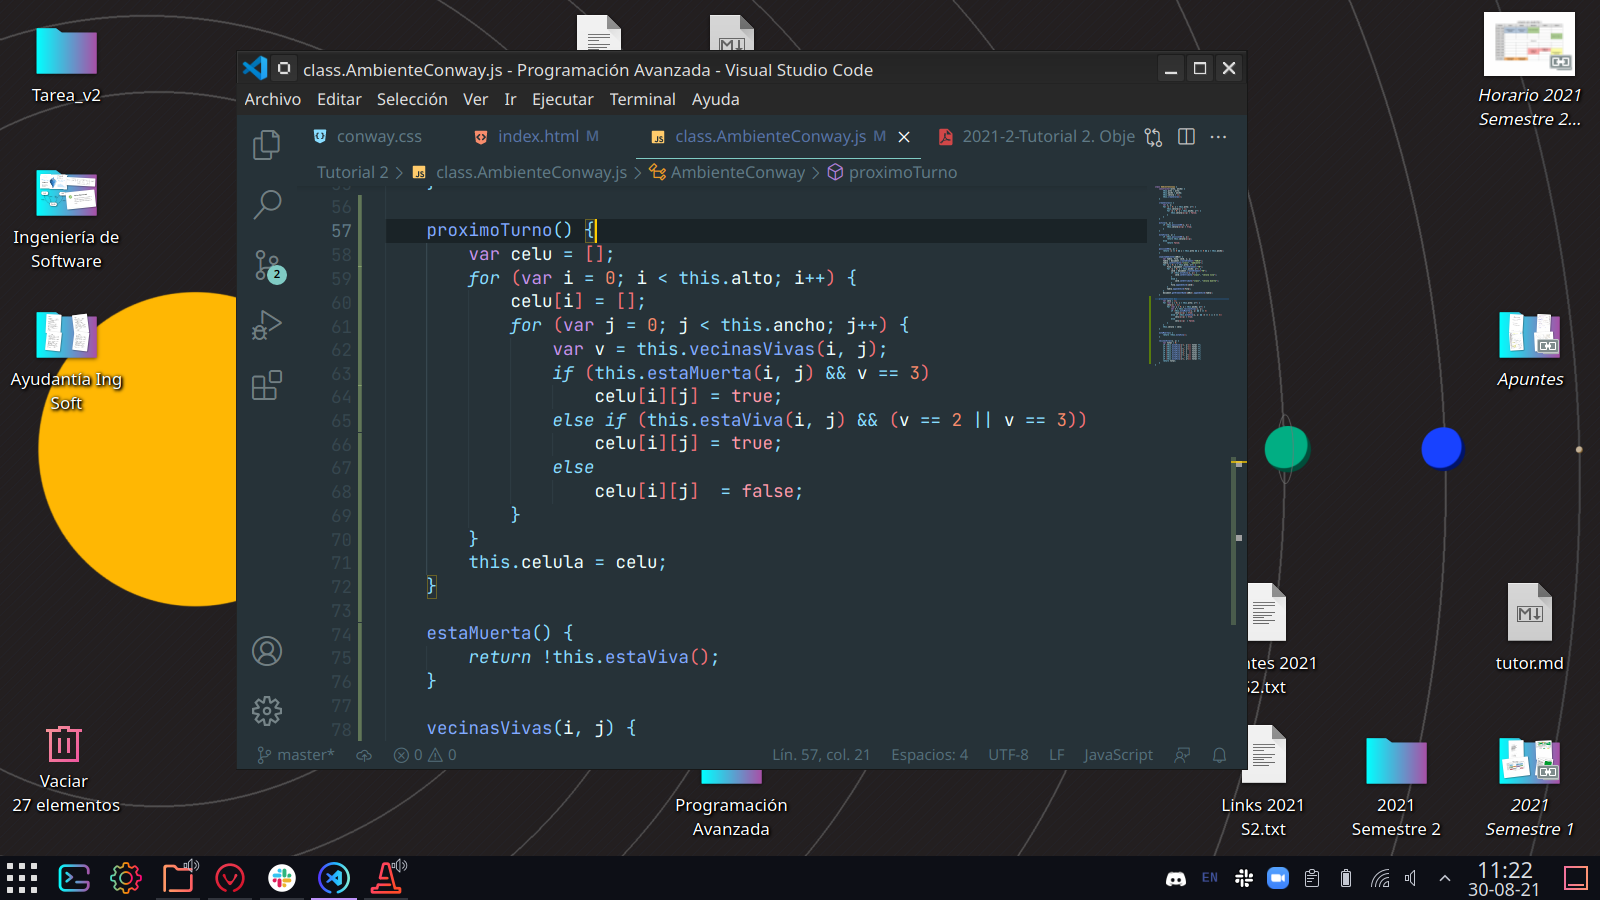 Tarea_v2
Ingeniería de
Software
Ayudantía Ing
Soft
Vaciar
27 elementos
class.AmbienteConway.js - Programación Avanzada - Visual Studio Code
Archivo Editar Selección Ver Ir Ejecutar Terminal Ayuda
conway.css index.html M class.AmbienteConway.js M 2021-2-Tutorial 2. Obje
Tutorial 2 > class.AmbienteConway.js > AmbienteConway > proximoTurno
56
57 proximoTurno() {
58 var celu = [];
59 for (var i = 0; i < this.alto; i++) {
60 celu[i] = [];
61 for (var j = 0; j < this.ancho; j++) {
62 var v = this.vecinasVivas(i, j);
63 if (this.estaMuerta(i, j) && v == 3)
64 celu[i][j] = true;
65 else if (this.estaViva(i, j) && (v == 2 || v == 3))
66 celu[i][j] = true;
67 else
68 celu[i][j]  = false;
69 }
70 }
71 this.celula = celu;
72 }
73
74 estaMuerta() {
75 return !this.estaViva();
76 }
77
78 vecinasVivas(i, j) {
2
master* 0 0 Lín. 57, col. 21 Espacios: 4 UTF-8 LF JavaScript
Horario 2021
Semestre 2...
Apuntes
ntes 2021
S2.txt
tutor.md
Programación
Avanzada
Links 2021
S2.txt
2021
Semestre 2
2021
Semestre 1
EN
11:22
30-08-21